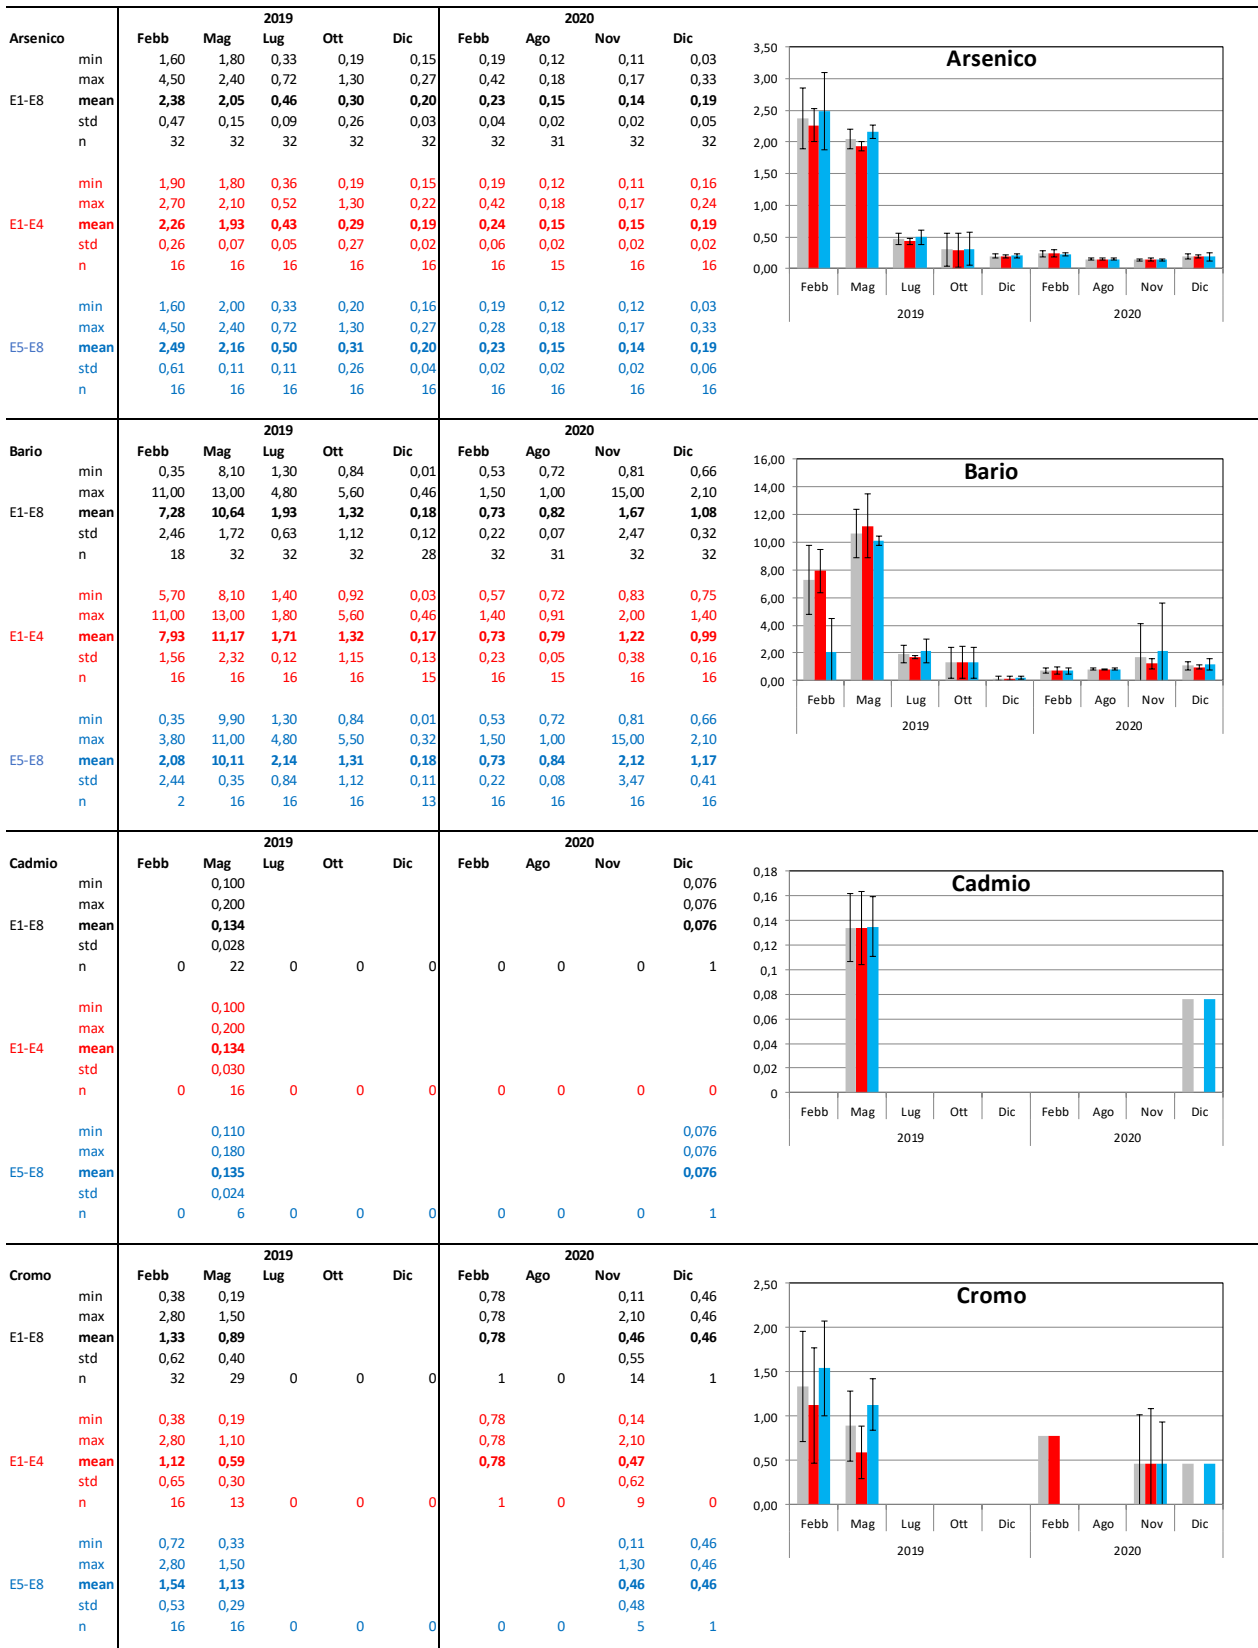 2019 2020
Arsenico Febb Mag Lug Ott Dic Febb Ago Nov Dic
min 1,60 1,80 0,33 0,19 0,15 0,19 0,12 0,11 0,03
max 4,50 2,40 0,72 1,30 0,27 0,42 0,18 0,17 0,33
E1-E8 mean 2,38 2,05 0,46 0,30 0,20 0,23 0,15 0,14 0,19
std 0,47 0,15 0,09 0,26 0,03 0,04 0,02 0,02 0,05
n 32 32 32 32 32 32 31 32 32
min 1,90 1,80 0,36 0,19 0,15 0,19 0,12 0,11 0,16
max 2,70 2,10 0,52 1,30 0,22 0,42 0,18 0,17 0,24
E1-E4 mean 2,26 1,93 0,43 0,29 0,19 0,24 0,15 0,15 0,19
std 0,26 0,07 0,05 0,27 0,02 0,06 0,02 0,02 0,02
n 16 16 16 16 16 16 15 16 16
min 1,60 2,00 0,33 0,20 0,16 0,19 0,12 0,12 0,03
max 4,50 2,40 0,72 1,30 0,27 0,28 0,18 0,17 0,33
E5-E8 mean 2,49 2,16 0,50 0,31 0,20 0,23 0,15 0,14 0,19
std 0,61 0,11 0,11 0,26 0,04 0,02 0,02 0,02 0,06
n 16 16 16 16 16 16 16 16 16
Arsenico
3,50
3,00
2,50
2,00
1,50
1,00
0,50
0,00
Febb Mag Lug Ott Dic Febb Ago Nov Dic
2019 2020
2019 2020
Bario Febb Mag Lug Ott Dic Febb Ago Nov Dic
min 0,35 8,10 1,30 0,84 0,01 0,53 0,72 0,81 0,66
max 11,00 13,00 4,80 5,60 0,46 1,50 1,00 15,00 2,10
E1-E8 mean 7,28 10,64 1,93 1,32 0,18 0,73 0,82 1,67 1,08
std 2,46 1,72 0,63 1,12 0,12 0,22 0,07 2,47 0,32
n 18 32 32 32 28 32 31 32 32
min 5,70 8,10 1,40 0,92 0,03 0,57 0,72 0,83 0,75
max 11,00 13,00 1,80 5,60 0,46 1,40 0,91 2,00 1,40
E1-E4 mean 7,93 11,17 1,71 1,32 0,17 0,73 0,79 1,22 0,99
std 1,56 2,32 0,12 1,15 0,13 0,23 0,05 0,38 0,16
n 16 16 16 16 15 16 15 16 16
min 0,35 9,90 1,30 0,84 0,01 0,53 0,72 0,81 0,66
max 3,80 11,00 4,80 5,50 0,32 1,50 1,00 15,00 2,10
E5-E8 mean 2,08 10,11 2,14 1,31 0,18 0,73 0,84 2,12 1,17
std 2,44 0,35 0,84 1,12 0,11 0,22 0,08 3,47 0,41
n 2 16 16 16 13 16 16 16 16
Bario
16,00
14,00
12,00
10,00
8,00
6,00
4,00
2,00
0,00
Febb Mag Lug Ott Dic Febb Ago Nov Dic
2019 2020
2019 2020
Cadmio Febb Mag Lug Ott Dic Febb Ago Nov Dic
min 0,100 0,076
max 0,200 0,076
E1-E8 mean 0,134 0,076
std 0,028
n 0 22 0 0 0 0 0 0 1
min 0,100
max 0,200
E1-E4 mean 0,134
std 0,030
n 0 16 0 0 0 0 0 0 0
min 0,110 0,076
max 0,180 0,076
E5-E8 mean 0,135 0,076
std 0,024
n 0 6 0 0 0 0 0 0 1
Cadmio
0,18
0,16
0,14
0,12
0,1
0,08
0,06
0,04
0,02
0
Febb Mag Lug Ott Dic Febb Ago Nov Dic
2019 2020
2019 2020
Cromo Febb Mag Lug Ott Dic Febb Ago Nov Dic
min 0,38 0,19 0,78 0,11 0,46
max 2,80 1,50 0,78 2,10 0,46
E1-E8 mean 1,33 0,89 0,78 0,46 0,46
std 0,62 0,40 0,55
n 32 29 0 0 0 1 0 14 1
min 0,38 0,19 0,78 0,14
max 2,80 1,10 0,78 2,10
E1-E4 mean 1,12 0,59 0,78 0,47
std 0,65 0,30 0,62
n 16 13 0 0 0 1 0 9 0
min 0,72 0,33 0,11 0,46
max 2,80 1,50 1,30 0,46
E5-E8 mean 1,54 1,13 0,46 0,46
std 0,53 0,29 0,48
n 16 16 0 0 0 0 0 5 1
Cromo
2,50
2,00
1,50
1,00
0,50
0,00
Febb Mag Lug Ott Dic Febb Ago Nov Dic
2019 2020